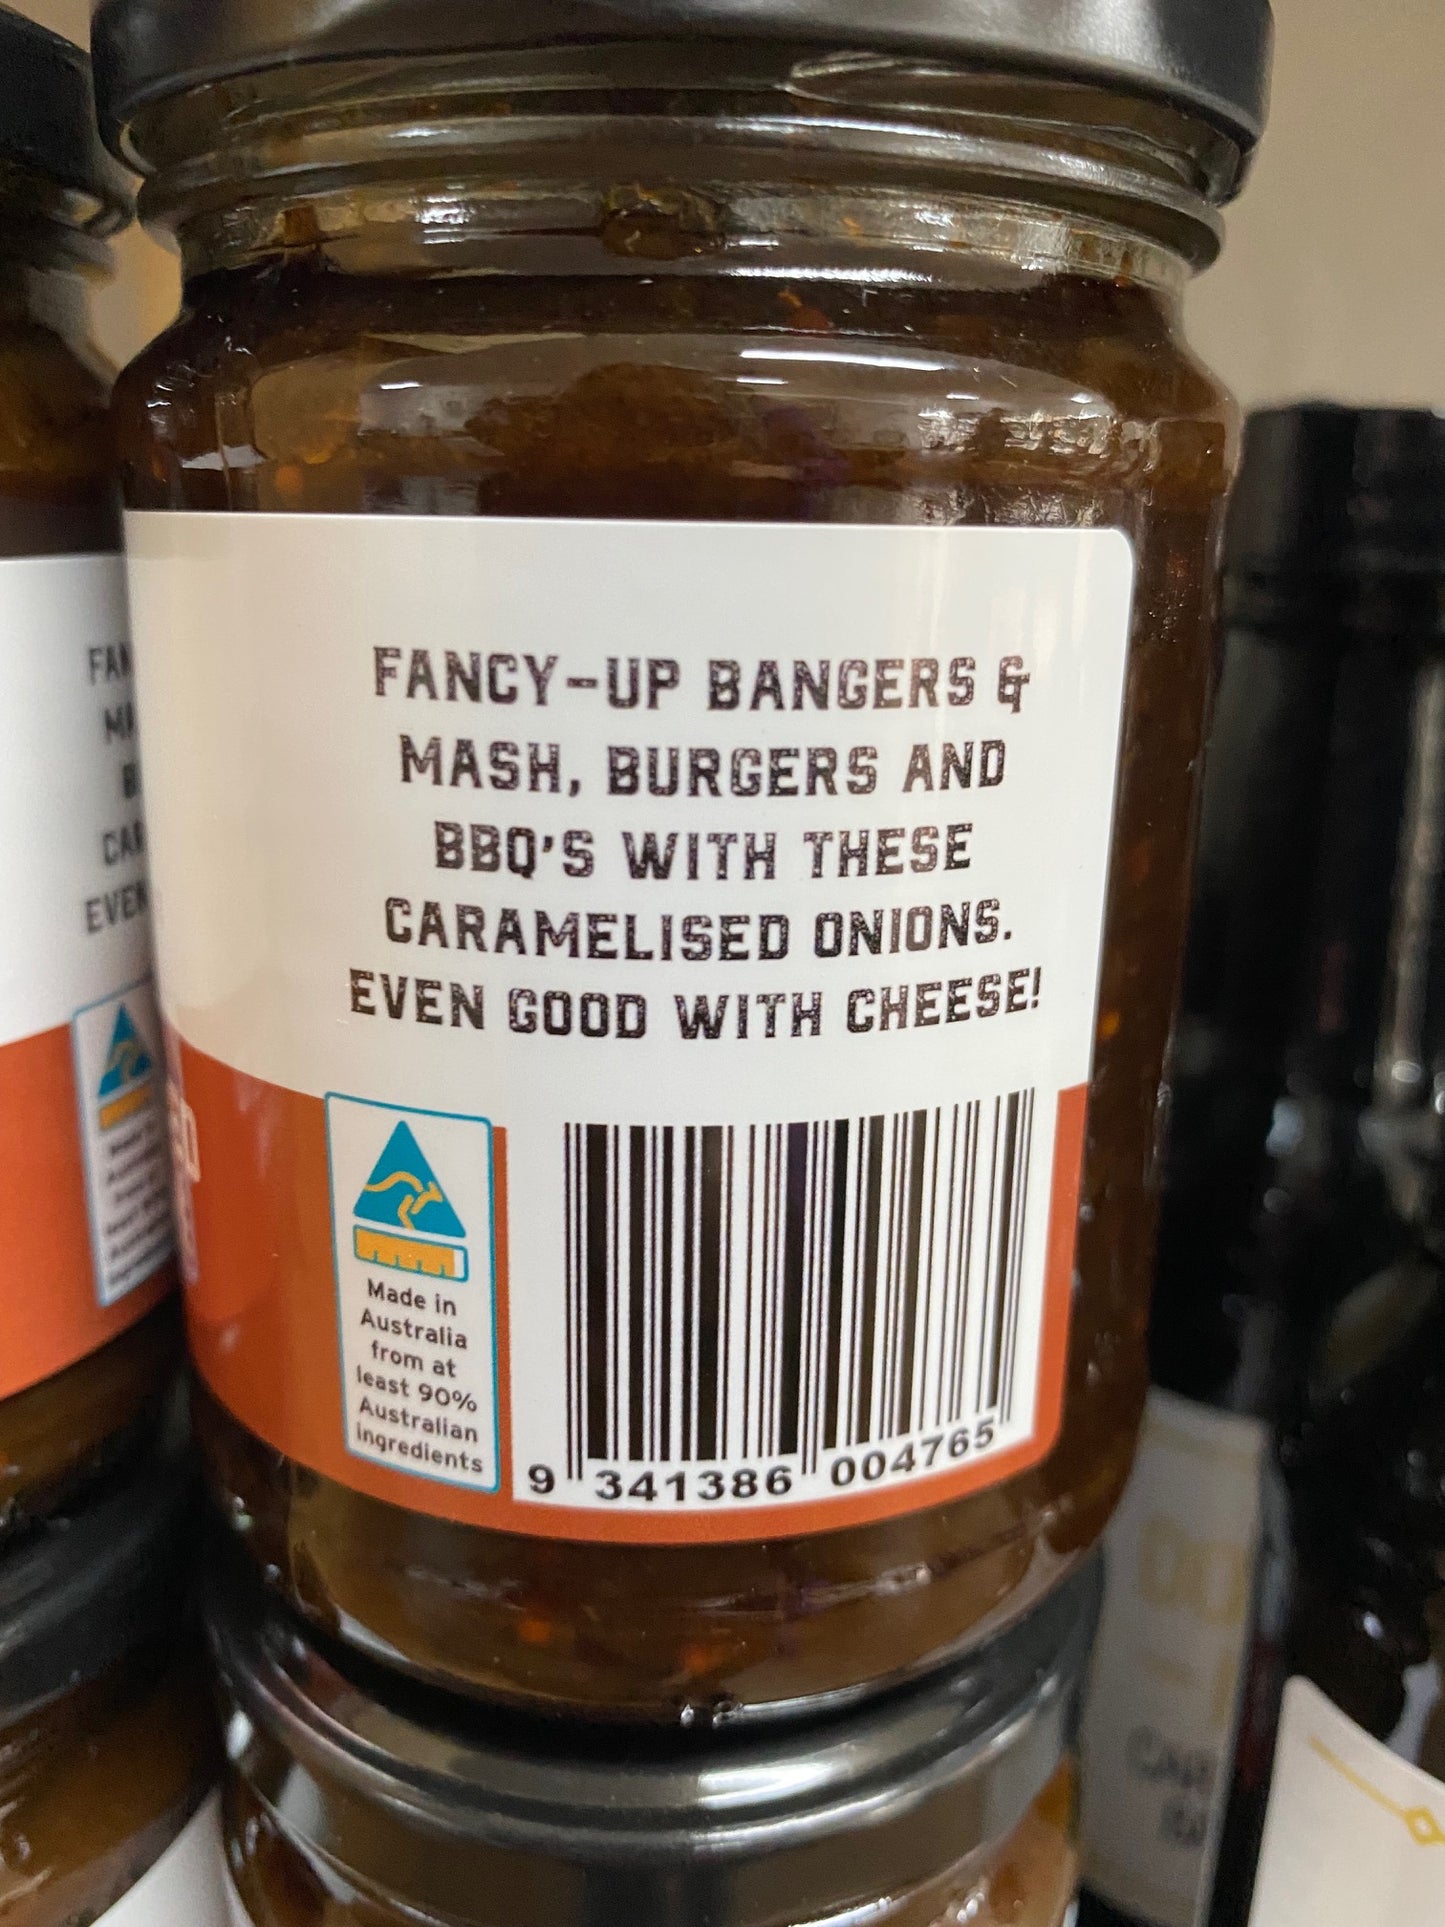 FANCY-UP BANGERS &
MASH, BURGERS AND
BBQ'S WITH THESE
CARAMELISED ONIONS.
EVEN GOOD WITH CHEESE!
Made in
Australia
from at
least 90%
Australian
ingredients
9 341386 004765